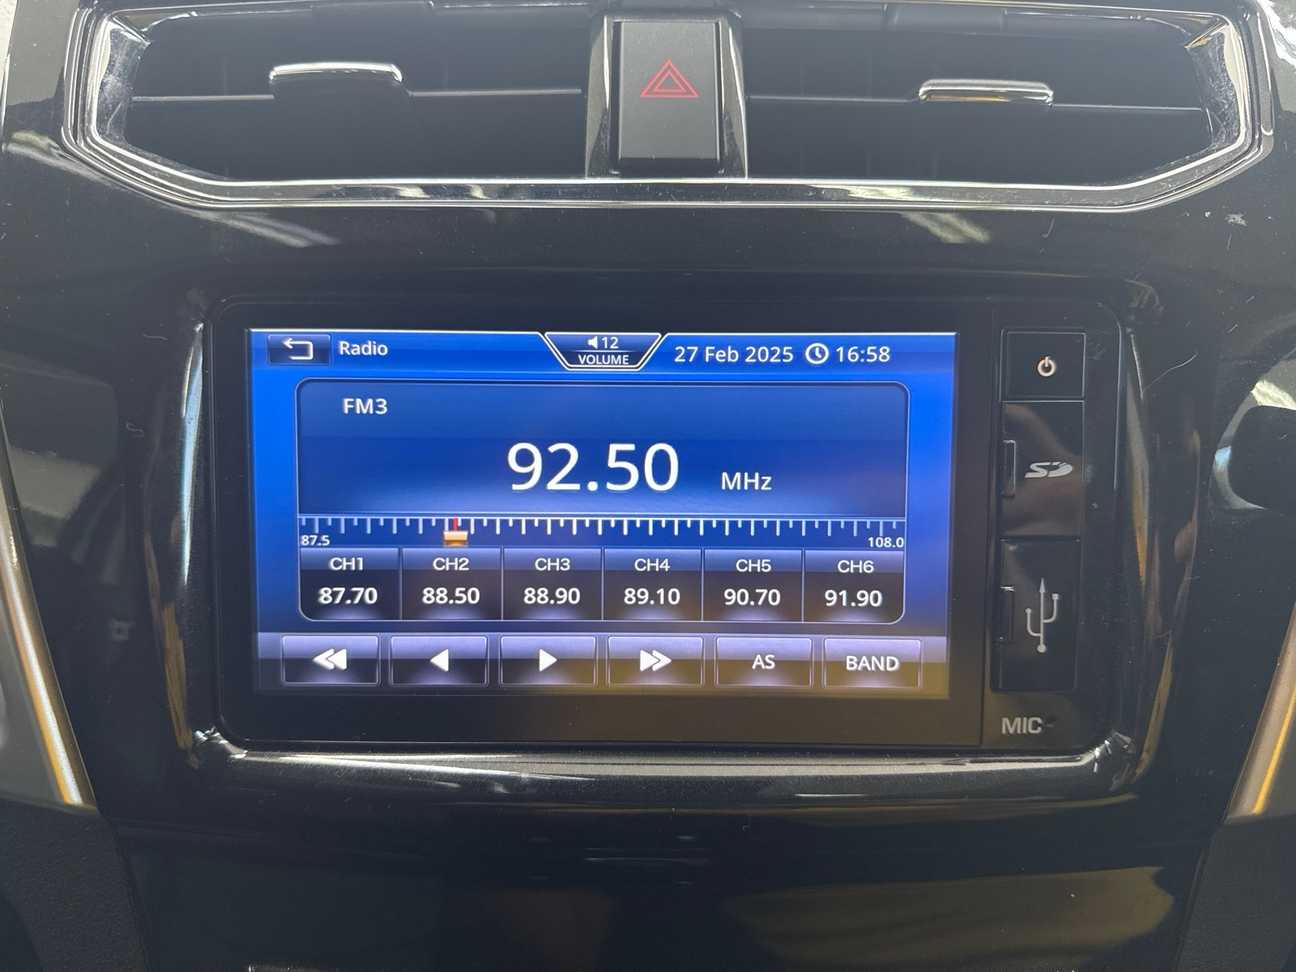 Radio
12
VOLUME
27 Feb 2025 16:58
FM3
92.50 MHz
87.5 108.0
CH1 CH2 CH3 CH4 CH5 CH6
87.70 88.50 88.90 89.10 90.70 91.90
AS BAND
SD
MIC